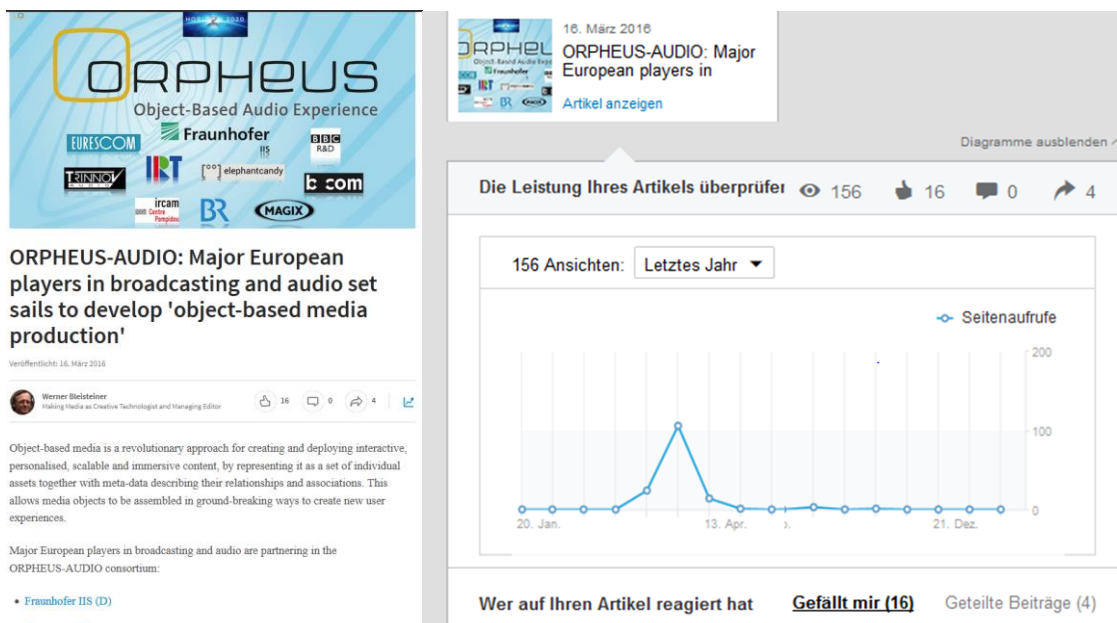 HORIZON 2020
ORPHEUS
Object-Based Audio Experience
EURESCOM
Fraunhofer
IIS
BBC
R&D
TRINNOV
AUDIO
IRT
[°°] elephantcandy
b com
ircam
Centre
Pompidou
BR
MAGIX
ORPHEUS-AUDIO: Major European
players in broadcasting and audio set
sails to develop 'object-based media
production'
Veröffentlicht: 16. März 2016
Werner Bleisteiner
Making Media as Creative Technologist and Managing Editor
16
0
4
Object-based media is a revolutionary approach for creating and deploying interactive,
personalised, scalable and immersive content, by representing it as a set of individual
assets together with meta-data describing their relationships and associations. This
allows media objects to be assembled in ground-breaking ways to create new user
experiences.
Major European players in broadcasting and audio are partnering in the
ORPHEUS-AUDIO consortium:
• Fraunhofer IIS (D)
16. März 2016
ORPHEUS-AUDIO: Major
European players in
Artikel anzeigen
Diagramme ausblenden
Die Leistung Ihres Artikels überprüfen
156
16
0
4
156 Ansichten:
Letztes Jahr
Seitenaufrufe
200
100
0
20. Jan.
13. Apr.
21. Dez.
Wer auf Ihren Artikel reagiert hat
Gefällt mir (16)
Geteilte Beiträge (4)